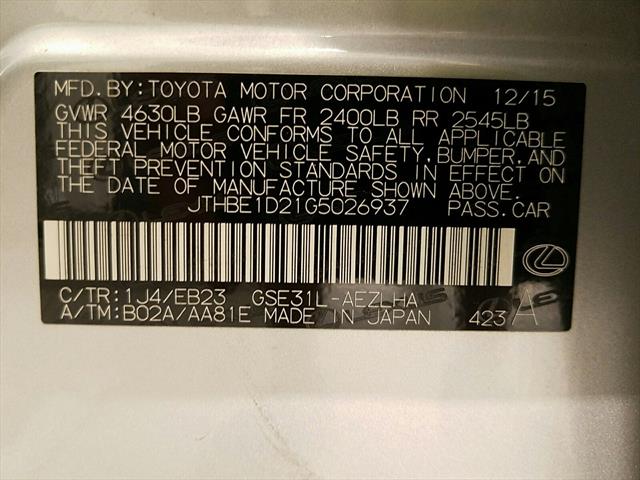 MFD.BY:TOYOTA MOTOR CORPORATION 12/15
GVWR 4630LB GAWR FR 2400LB RR 2545LB
THIS VEHICLE CONFORMS TO ALL APPLICABLE
FEDERAL MOTOR VEHICLE SAFETY,BUMPER,AND
THEFT PREVENTION STANDARDS IN EFFECT ON
THE DATE OF MANUFACTURE SHOWN ABOVE.
JTHBE1D21G5026937 PASS.CAR
C/TR:1J4/EB23 GSE31L-AEZLHA
A/TM:B02A/AA81E MADE IN JAPAN 423 A